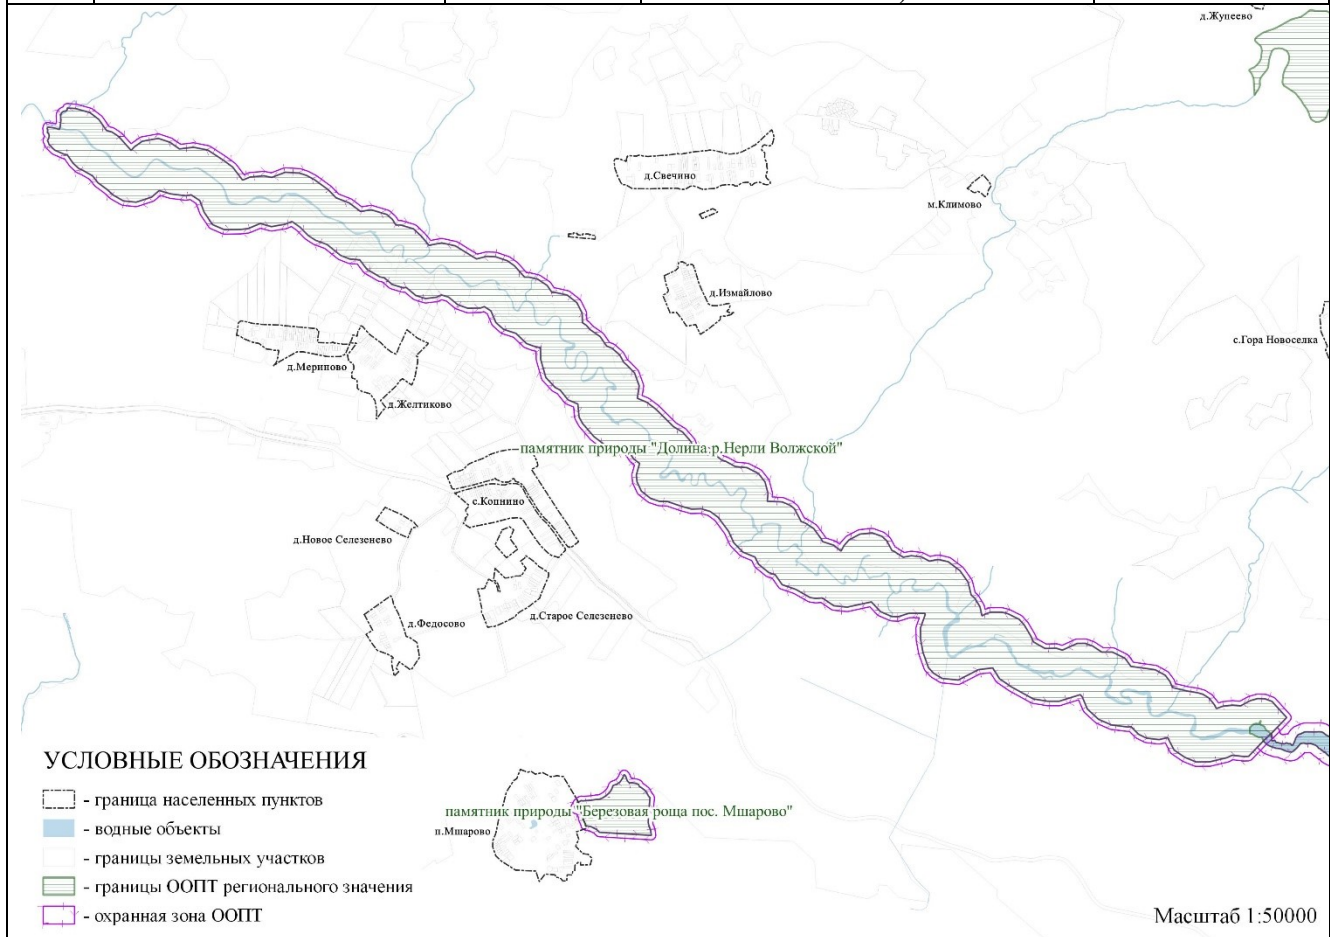 д.Жупеево
д.Свечино
м.Климово
д.Измайлово
с.Гора Новоселка
д.Мериново
д.Желтиково
памятник природы "Долина р.Нерли Волжской"
с.Копнино
д.Новое Селезенево
д.Федосово
д.Старое Селезенево
УСЛОВНЫЕ ОБОЗНАЧЕНИЯ
- граница населенных пунктов
- водные объекты
- границы земельных участков
- границы ООПТ регионального значения
- охранная зона ООПТ
памятник природы "Березовая роща пос. Мшарово"
п.Мшарово
Масштаб 1:50000